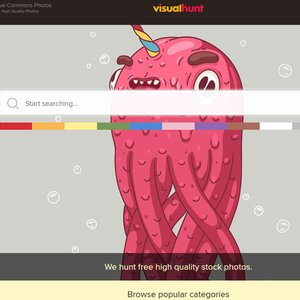 ve Commons Photos
High Quality Photos
visualhunt
Start searching...
We hunt free high quality stock photos.
Browse popular categories